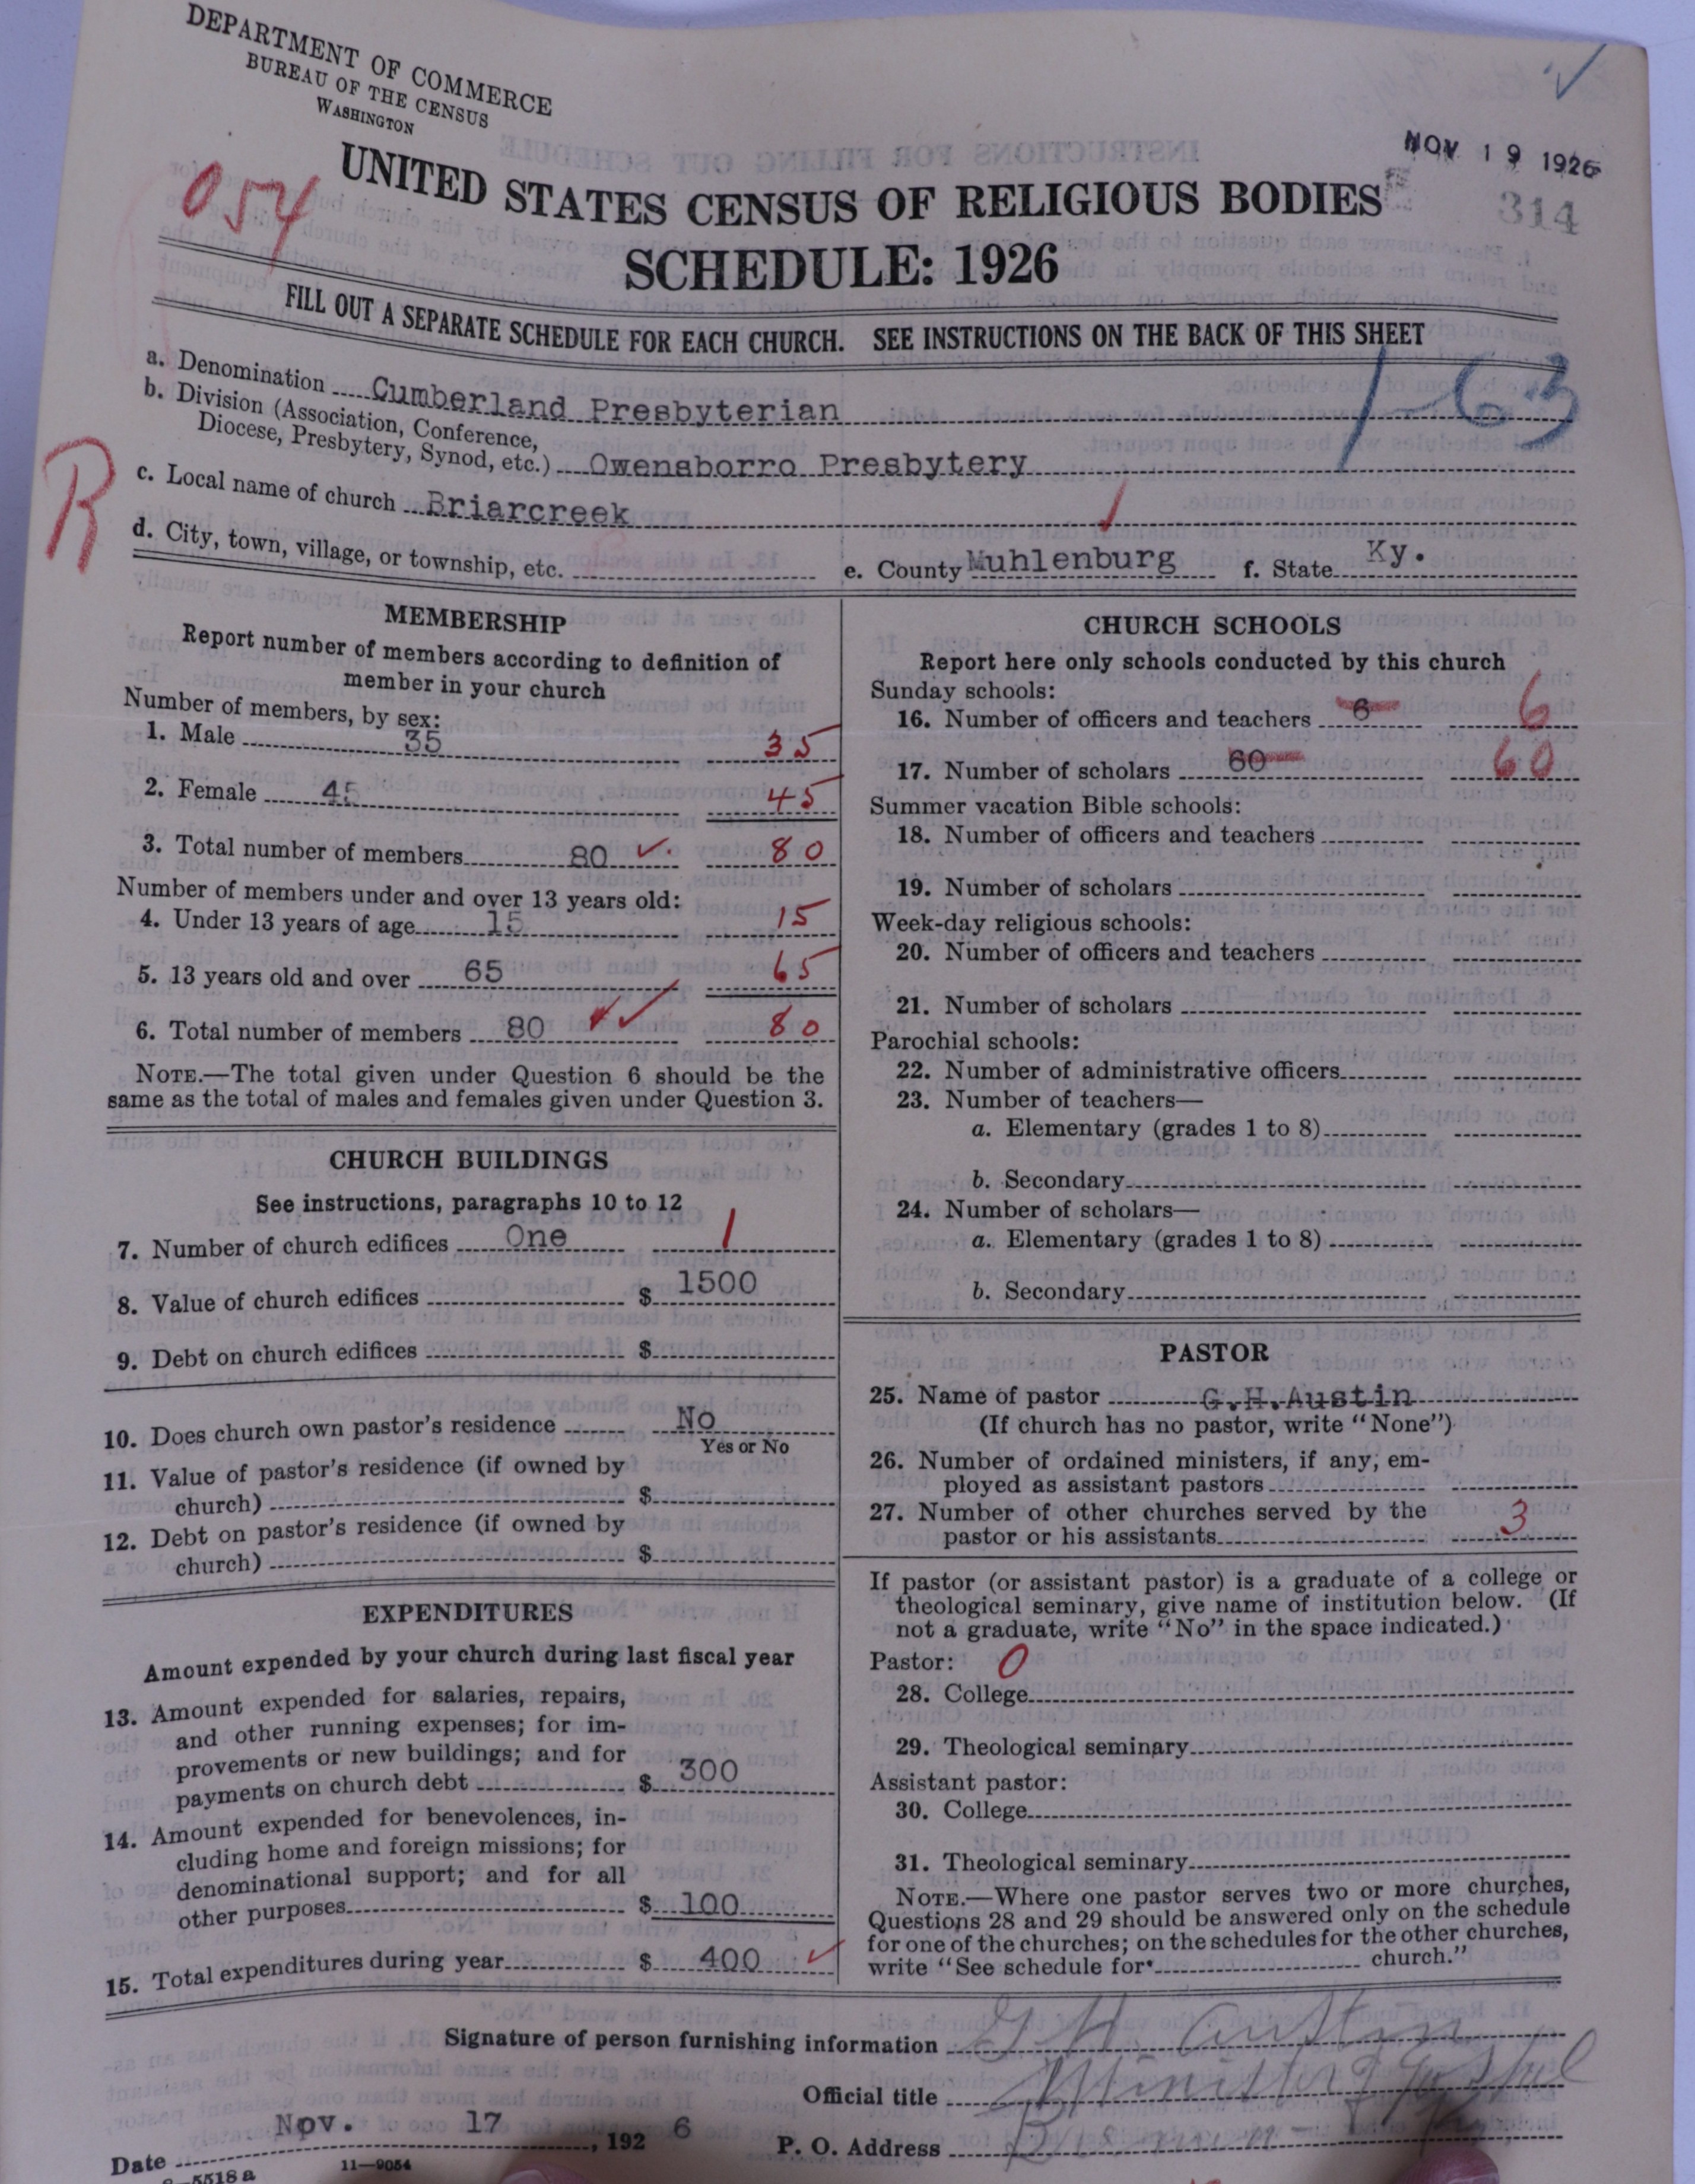 DEPARTMENT OF COMMERCE
BUREAU OF THE CENSUS
WASHINGTON
NOV 19 1926
314
054
UNITED STATES CENSUS OF RELIGIOUS BODIES
SCHEDULE: 1926
FILL OUT A SEPARATE SCHEDULE FOR EACH CHURCH. SEE INSTRUCTIONS ON THE BACK OF THIS SHEET
a. Denomination Cumberland Presbyterian
1-63
b. Division (Association, Conference,
Diocese, Presbytery, Synod, etc.) Owensborro Presbytery
R
c. Local name of church Briarcreek
d. City, town, village, or township, etc. e. County Muhlenburg f. State Ky.
MEMBERSHIP
Report number of members according to definition of
member in your church
Number of members, by sex:
1. Male 35 35
2. Female 45 45
3. Total number of members 80 80
Number of members under and over 13 years old:
4. Under 13 years of age 15 15
5. 13 years old and over 65 65
6. Total number of members 80 80
NOTE.—The total given under Question 6 should be the
same as the total of males and females given under Question 3.
CHURCH BUILDINGS
See instructions, paragraphs 10 to 12
7. Number of church edifices One 1
8. Value of church edifices $ 1500
9. Debt on church edifices $
10. Does church own pastor's residence No
Yes or No
11. Value of pastor's residence (if owned by
church) $
12. Debt on pastor's residence (if owned by
church) $
EXPENDITURES
Amount expended by your church during last fiscal year
13. Amount expended for salaries, repairs,
and other running expenses; for im-
provements or new buildings; and for
payments on church debt $ 300
14. Amount expended for benevolences, in-
cluding home and foreign missions; for
denominational support; and for all
other purposes $ 100
15. Total expenditures during year $ 400
CHURCH SCHOOLS
Report here only schools conducted by this church
Sunday schools:
16. Number of officers and teachers 6 6
17. Number of scholars 60 60
Summer vacation Bible schools:
18. Number of officers and teachers
19. Number of scholars
Week-day religious schools:
20. Number of officers and teachers
21. Number of scholars
Parochial schools:
22. Number of administrative officers
23. Number of teachers—
a. Elementary (grades 1 to 8)
b. Secondary
24. Number of scholars—
a. Elementary (grades 1 to 8)
b. Secondary
PASTOR
25. Name of pastor G.H.Austin
(If church has no pastor, write "None")
26. Number of ordained ministers, if any, em-
ployed as assistant pastors
27. Number of other churches served by the
pastor or his assistants 3
If pastor (or assistant pastor) is a graduate of a college or
theological seminary, give name of institution below. (If
not a graduate, write "No" in the space indicated.)
Pastor: 0
28. College
29. Theological seminary
Assistant pastor:
30. College
31. Theological seminary
NOTE.—Where one pastor serves two or more churches,
Questions 28 and 29 should be answered only on the schedule
for one of the churches; on the schedules for the other churches,
write "See schedule for church."
Signature of person furnishing information G H Austin
Official title Minister of Gospel
Date Nov. 17, 1926 P. O. Address Ky
5518 a 11—9054